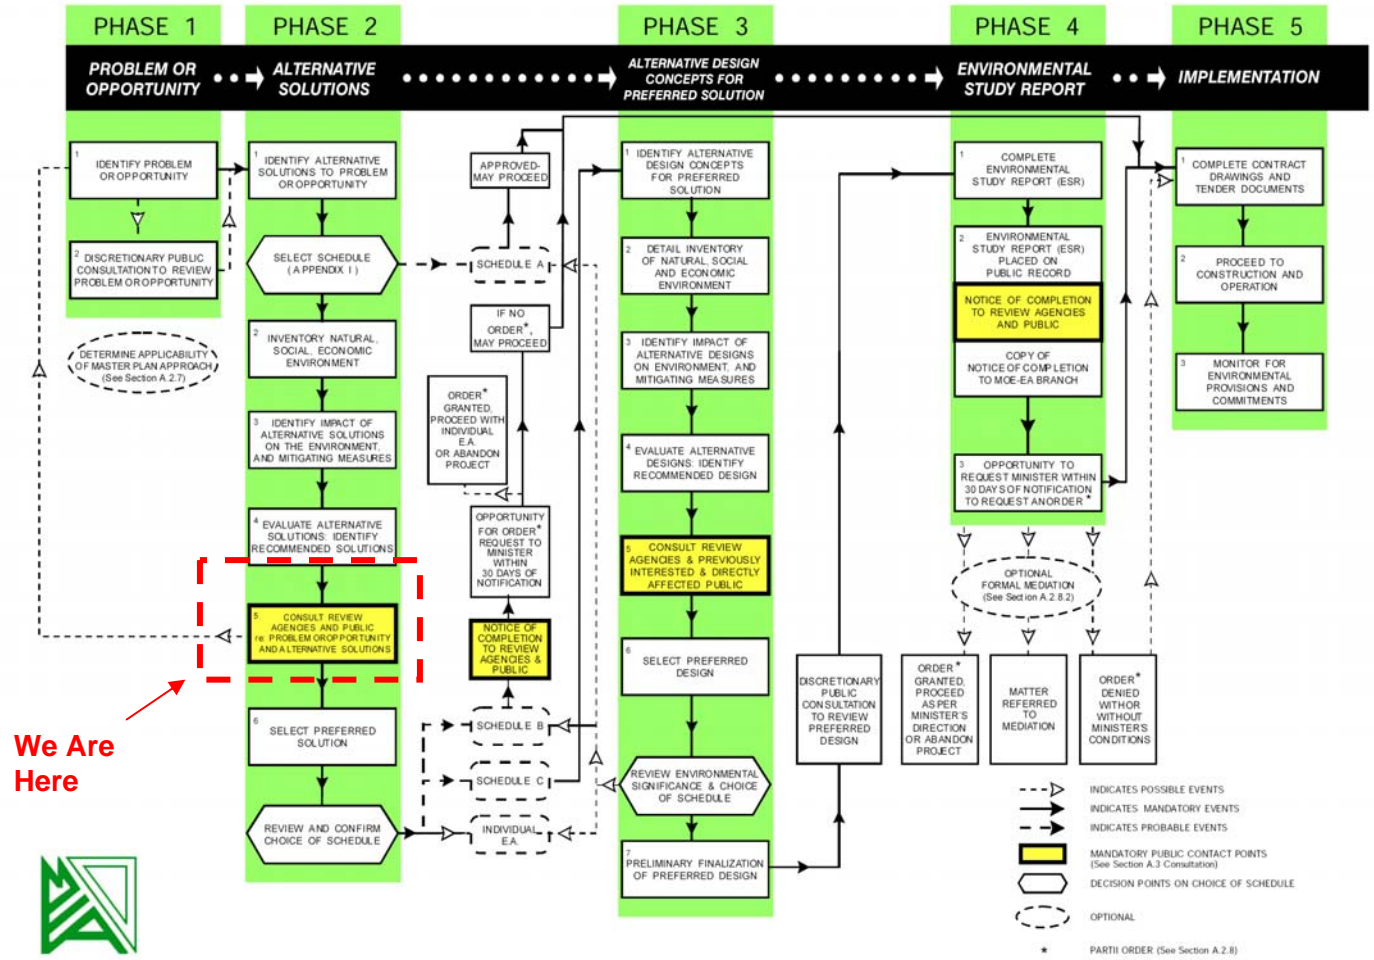 PHASE 1
PHASE 2
PHASE 3
PHASE 4
PHASE 5
PROBLEM OR
OPPORTUNITY
ALTERNATIVE
SOLUTIONS
ALTERNATIVE DESIGN
CONCEPTS FOR
PREFERRED SOLUTION
ENVIRONMENTAL
STUDY REPORT
IMPLEMENTATION
1
IDENTIFY PROBLEM
OR OPPORTUNITY
2
DISCRETIONARY PUBLIC
CONSULTATION TO REVIEW
PROBLEM OR OPPORTUNITY
DETERMINE APPLICABILITY
OF MASTER PLAN APPROACH
(See Section A.2.7)
1
IDENTIFY ALTERNATIVE
SOLUTIONS TO PROBLEM
OR OPPORTUNITY
SELECT SCHEDULE
(APPENDIX I)
2
INVENTORY NATURAL,
SOCIAL, ECONOMIC
ENVIRONMENT
3
IDENTIFY IMPACT OF
ALTERNATIVE SOLUTIONS
ON THE ENVIRONMENT,
AND MITIGATING MEASURES
4
EVALUATE ALTERNATIVE
SOLUTIONS: IDENTIFY
RECOMMENDED SOLUTIONS
5
CONSULT REVIEW
AGENCIES AND PUBLIC
re: PROBLEM OR OPPORTUNITY
AND ALTERNATIVE SOLUTIONS
6
SELECT PREFERRED
SOLUTION
REVIEW AND CONFIRM
CHOICE OF SCHEDULE
We Are
Here
APPROVED-
MAY PROCEED
SCHEDULE A
IF NO
ORDER*,
MAY PROCEED
ORDER*
GRANTED,
PROCEED WITH
INDIVIDUAL
E.A.
OR ABANDON
PROJECT
OPPORTUNITY
FOR ORDER*
REQUEST TO
MINISTER
WITHIN
30 DAYS OF
NOTIFICATION
NOTICE OF
COMPLETION
TO REVIEW
AGENCIES &
PUBLIC
SCHEDULE B
SCHEDULE C
INDIVIDUAL
E.A.
1
IDENTIFY ALTERNATIVE
DESIGN CONCEPTS
FOR PREFERRED
SOLUTION
2
DETAIL INVENTORY
OF NATURAL, SOCIAL
AND ECONOMIC
ENVIRONMENT
3
IDENTIFY IMPACT OF
ALTERNATIVE DESIGNS
ON ENVIRONMENT, AND
MITIGATING MEASURES
4
EVALUATE ALTERNATIVE
DESIGNS: IDENTIFY
RECOMMENDED DESIGN
5
CONSULT REVIEW
AGENCIES & PREVIOUSLY
INTERESTED & DIRECTLY
AFFECTED PUBLIC
6
SELECT PREFERRED
DESIGN
REVIEW ENVIRONMENTAL
SIGNIFICANCE & CHOICE
OF SCHEDULE
7
PRELIMINARY FINALIZATION
OF PREFERRED DESIGN
DISCRETIONARY
PUBLIC
CONSULTATION
TO REVIEW
PREFERRED
DESIGN
1
COMPLETE
ENVIRONMENTAL
STUDY REPORT (ESR)
2
ENVIRONMENTAL
STUDY REPORT (ESR)
PLACED ON
PUBLIC RECORD
NOTICE OF COMPLETION
TO REVIEW AGENCIES
AND PUBLIC
COPY OF
NOTICE OF COMPLETION
TO MOE-EA BRANCH
3
OPPORTUNITY TO
REQUEST MINISTER WITHIN
30 DAYS OF NOTIFICATION
TO REQUEST AN ORDER *
OPTIONAL
FORMAL MEDIATION
(See Section A.2.8.2)
ORDER*
GRANTED,
PROCEED
AS PER
MINISTER'S
DIRECTION
OR ABANDON
PROJECT
MATTER
REFERRED
TO
MEDIATION
ORDER*
DENIED
WITH OR
WITHOUT
MINISTER'S
CONDITIONS
1
COMPLETE CONTRACT
DRAWINGS AND
TENDER DOCUMENTS
2
PROCEED TO
CONSTRUCTION AND
OPERATION
3
MONITOR FOR
ENVIRONMENTAL
PROVISIONS AND
COMMITMENTS
INDICATES POSSIBLE EVENTS
INDICATES MANDATORY EVENTS
INDICATES PROBABLE EVENTS
MANDATORY PUBLIC CONTACT POINTS
(See Section A.3 Consultation)
DECISION POINTS ON CHOICE OF SCHEDULE
OPTIONAL
* PART II ORDER (See Section A.2.8)
MEA